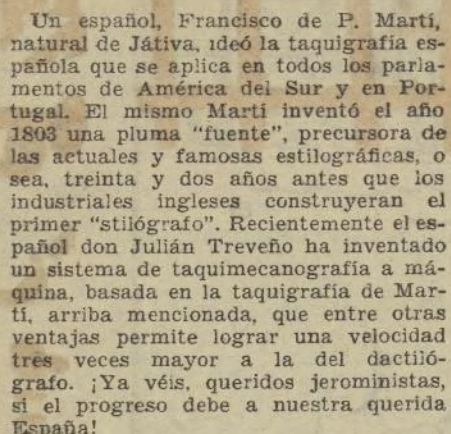 Un español, Francisco de P. Martí,
natural de Játiva, ideó la taquigrafía es-
pañola que se aplica en todos los parla-
mentos de América del Sur y en Por-
tugal. El mismo Martí inventó el año
1803 una pluma "fuente", precursora de
las actuales y famosas estilográficas, o
sea, treinta y dos años antes que los
industriales ingleses construyeran el
primer "stilógrafo". Recientemente el es-
pañol don Julián Treveño ha inventado
un sistema de taquimecanografía a má-
quina, basada en la taquigrafía de Mar-
tí, arriba mencionada, que entre otras
ventajas permite lograr una velocidad
tres veces mayor a la del dactiló-
grafo. ¡Ya véis, queridos jerominístas,
si el progreso debe a nuestra querida
España!